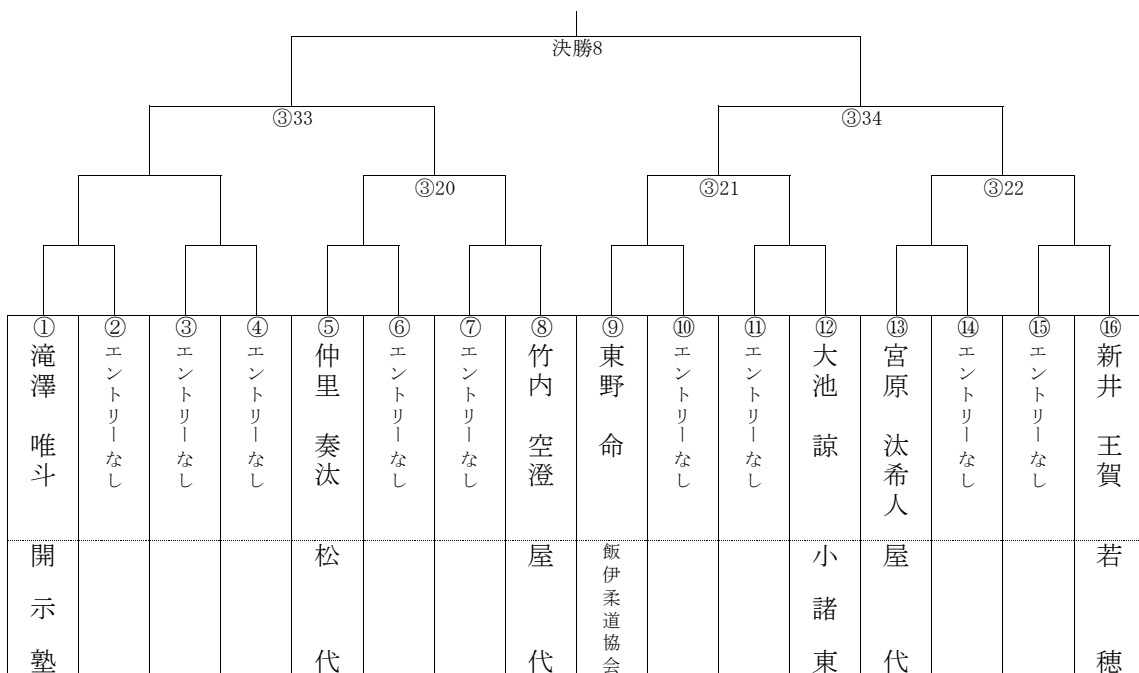 決勝8
③33
③34
③20
③21
③22
① 滝澤 唯斗 開示塾
② エントリーなし
③ エントリーなし
④ エントリーなし
⑤ 仲里 奏汰 松代
⑥ エントリーなし
⑦ エントリーなし
⑧ 竹内 空澄 屋代
⑨ 東野 命 飯伊柔道協会
⑩ エントリーなし
⑪ エントリーなし
⑫ 大池 諒 小諸東
⑬ 宮原 汰希人 屋代
⑭ エントリーなし
⑮ エントリーなし
⑯ 新井 王賀 若穂